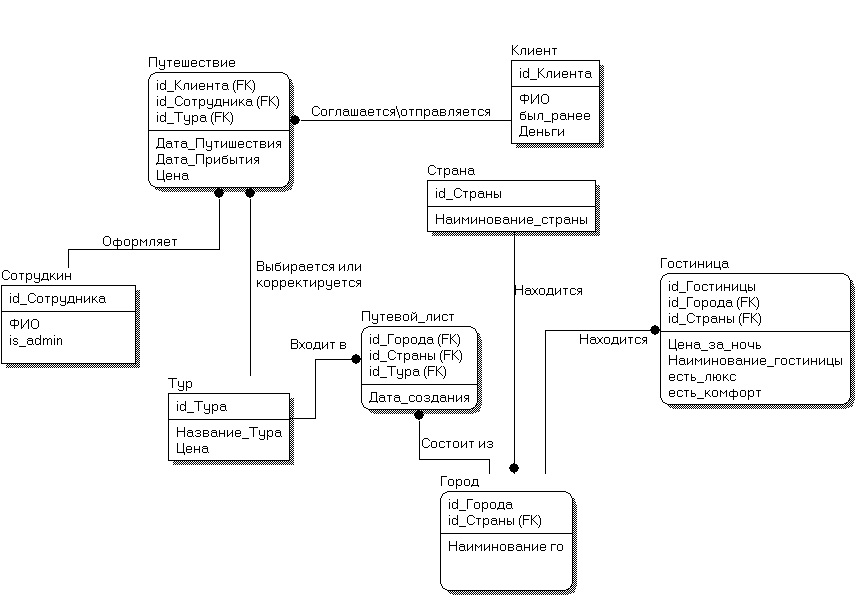 Путешествие
id_Клиента (FK)
id_Сотрудника (FK)
id_Тура (FK)
Дата_Путишествия
Дата_Прибытия
Цена
Соглашается\отправляется
Клиент
id_Клиента
ФИО
был_ранее
Деньги
Страна
id_Страны
Наиминование_страны
Оформляет
Сотрудкин
id_Сотрудника
ФИО
is_admin
Выбирается или
корректируется
Находится
Гостиница
id_Гостиницы
id_Города (FK)
id_Страны (FK)
Цена_за_ночь
Наиминование_гостиницы
есть_люкс
есть_комфорт
Находится
Путевой_лист
id_Города (FK)
id_Страны (FK)
id_Тура (FK)
Дата_создания
Входит в
Тур
id_Тура
Название_Тура
Цена
Состоит из
Город
id_Города
id_Страны (FK)
Наиминование го